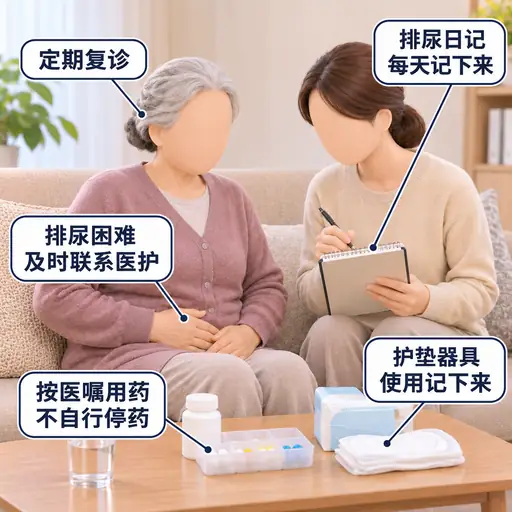 定期复诊
排尿日记
每天记下来
排尿困难
及时联系医护
按医嘱用药
不自行停药
护垫器具
使用记下来